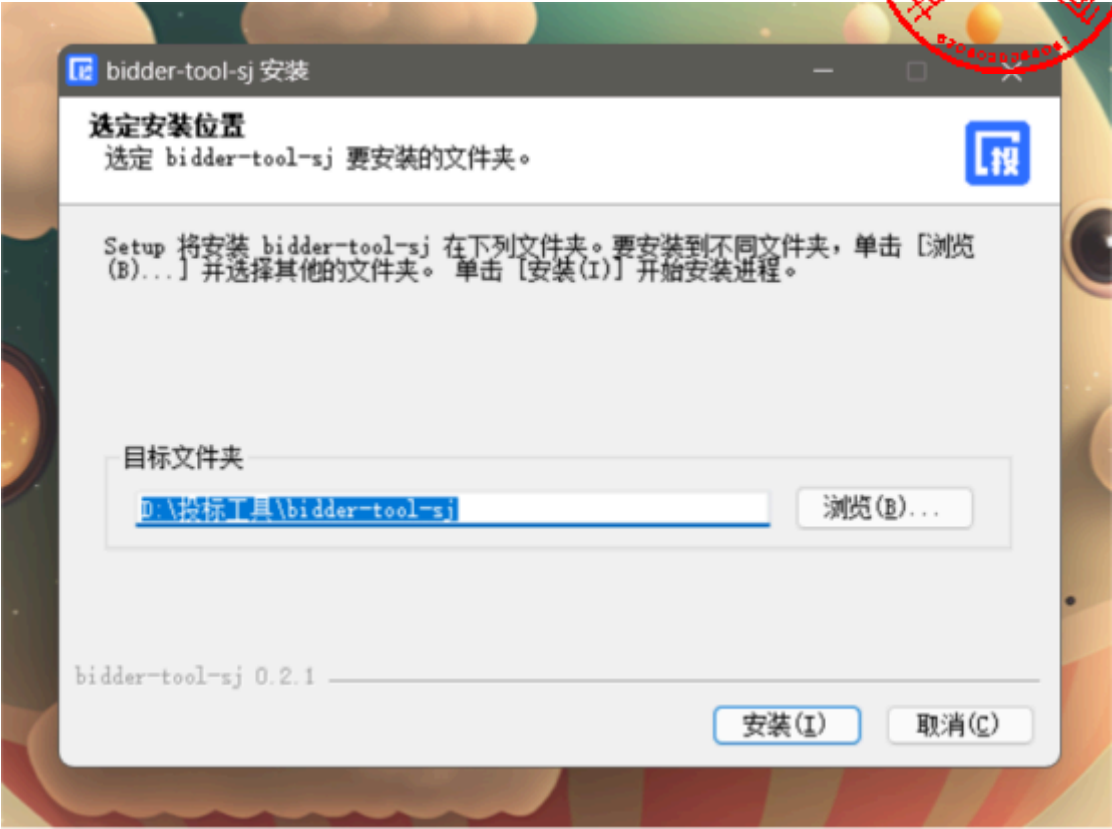 bidder-tool-sj 安装
选定安装位置
选定 bidder-tool-sj 要安装的文件夹。
投
Setup 将安装 bidder-tool-sj 在下列文件夹。要安装到不同文件夹，单击 [浏览
(B)...] 并选择其他的文件夹。 单击 [安装(I)] 开始安装进程。
目标文件夹
D:\投标工具\bidder-tool-sj
浏览(B)...
bidder-tool-sj 0.2.1
安装(I)
取消(C)